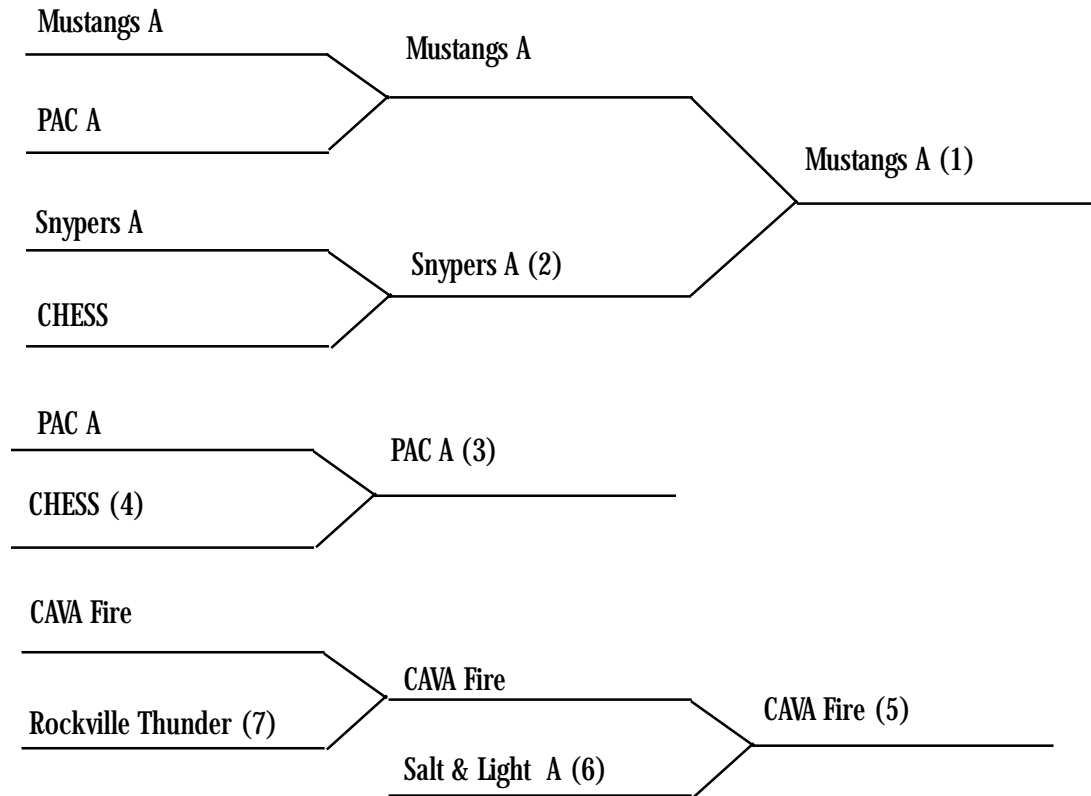 Mustangs A
Mustangs A
PAC A
Mustangs A (1)
Snypers A
Snypers A (2)
CHESS
PAC A
PAC A (3)
CHESS (4)
CAVA Fire
CAVA Fire
Rockville Thunder (7)
CAVA Fire (5)
Salt & Light A (6)